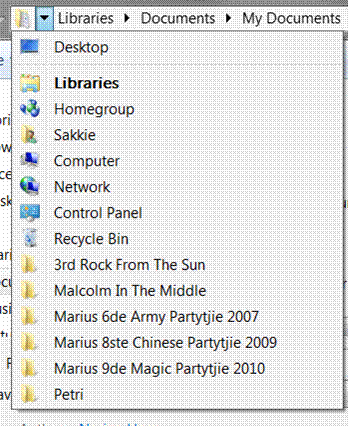 Libraries ▸ Documents ▸ My Documents
Desktop
Libraries
Homegroup
Sakkie
Computer
Network
Control Panel
Recycle Bin
3rd Rock From The Sun
Malcolm In The Middle
Marius 6de Army Partytjie 2007
Marius 8ste Chinese Partytjie 2009
Marius 9de Magic Partytjie 2010
Petri